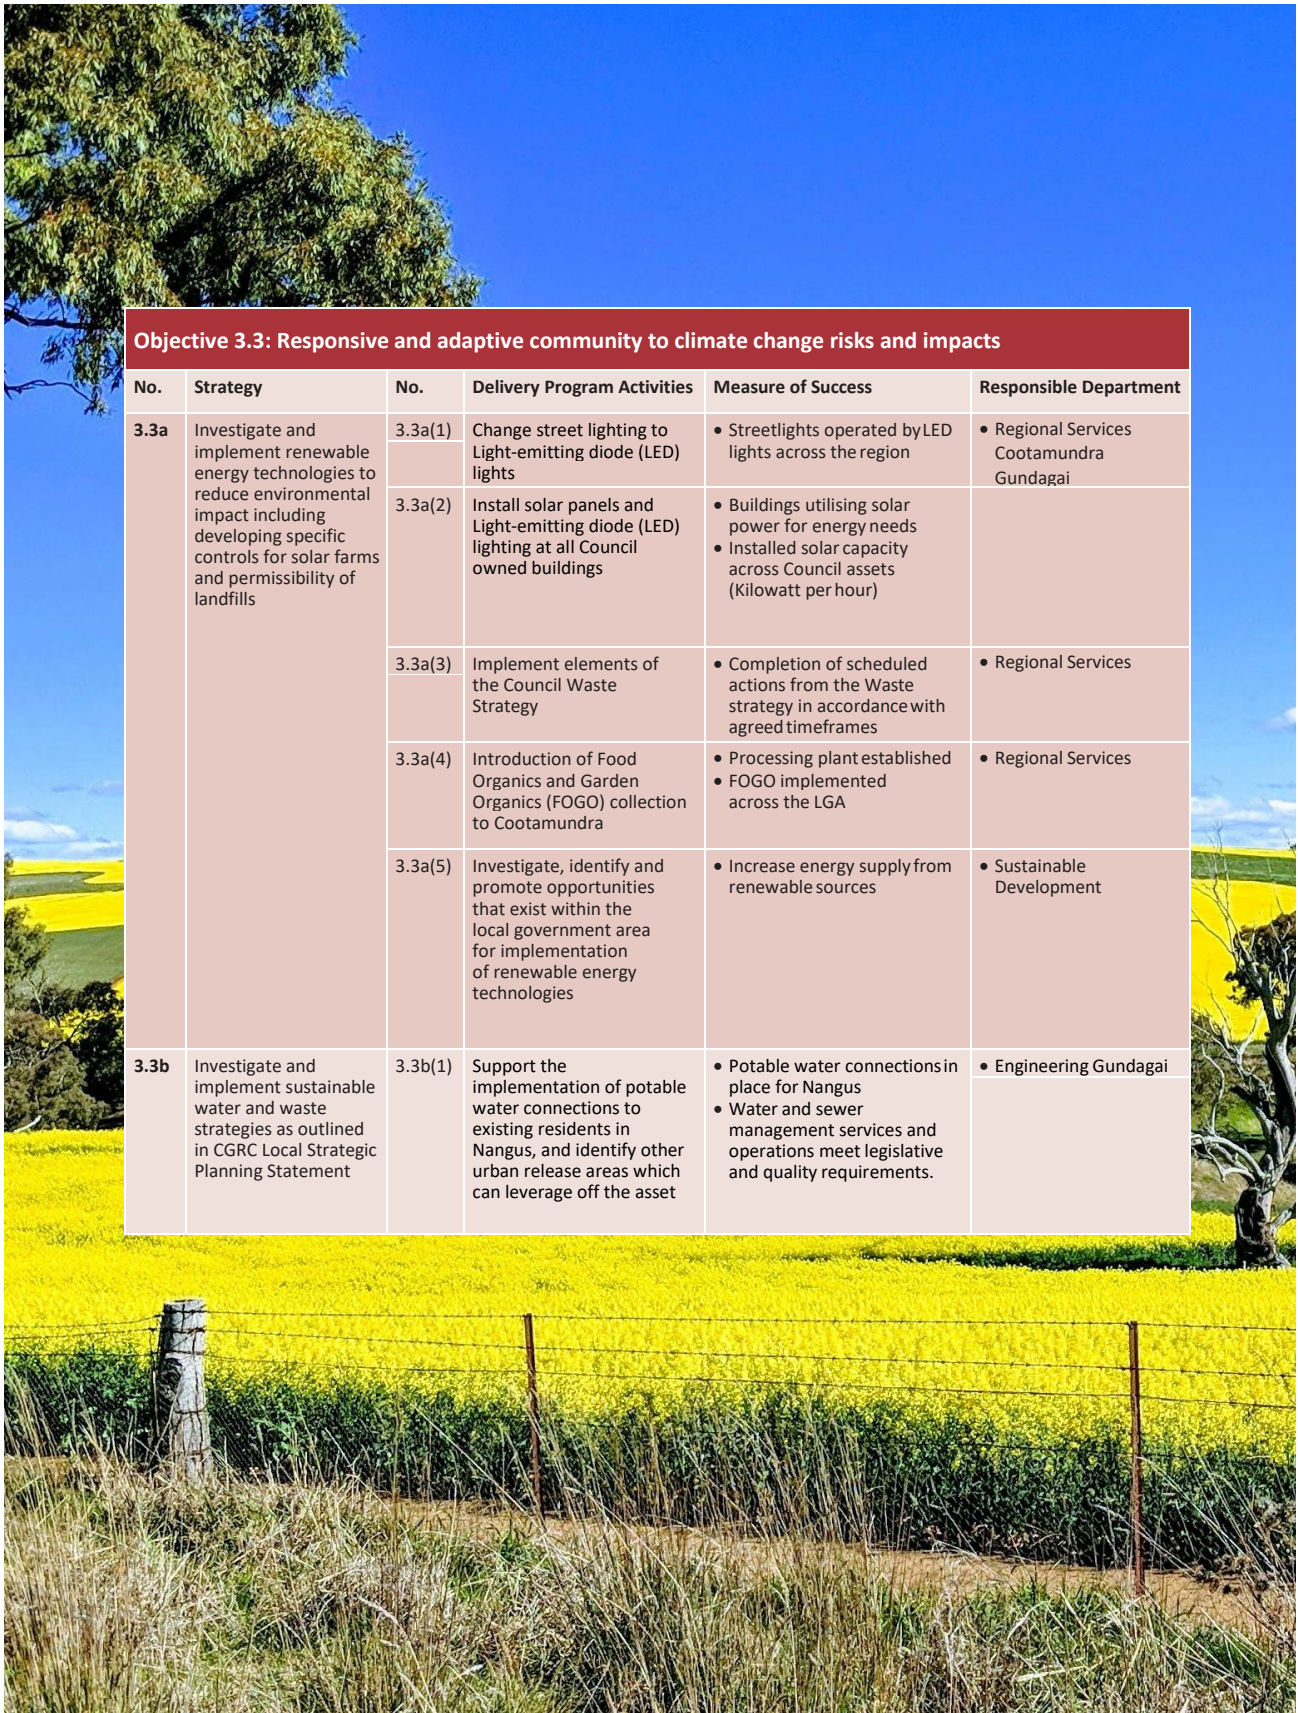 Objective 3.3: Responsive and adaptive community to climate change risks and impacts
No. Strategy No. Delivery Program Activities Measure of Success Responsible Department
3.3a
Investigate and
implement renewable
energy technologies to
reduce environmental
impact including
developing specific
controls for solar farms
and permissibility of
landfills
3.3a(1)
Change street lighting to
Light-emitting diode (LED)
lights
• Streetlights operated by LED
lights across the region
• Regional Services
Cootamundra
Gundagai
3.3a(2)
Install solar panels and
Light-emitting diode (LED)
lighting at all Council
owned buildings
• Buildings utilising solar
power for energy needs
• Installed solar capacity
across Council assets
(Kilowatt per hour)
3.3a(3)
Implement elements of
the Council Waste
Strategy
• Completion of scheduled
actions from the Waste
strategy in accordance with
agreed timeframes
• Regional Services
3.3a(4)
Introduction of Food
Organics and Garden
Organics (FOGO) collection
to Cootamundra
• Processing plant established
• FOGO implemented
across the LGA
• Regional Services
3.3a(5)
Investigate, identify and
promote opportunities
that exist within the
local government area
for implementation
of renewable energy
technologies
• Increase energy supply from
renewable sources
• Sustainable
Development
3.3b
Investigate and
implement sustainable
water and waste
strategies as outlined
in CGRC Local Strategic
Planning Statement
3.3b(1)
Support the
implementation of potable
water connections to
existing residents in
Nangus, and identify other
urban release areas which
can leverage off the asset
• Potable water connections in
place for Nangus
• Water and sewer
management services and
operations meet legislative
and quality requirements.
• Engineering Gundagai